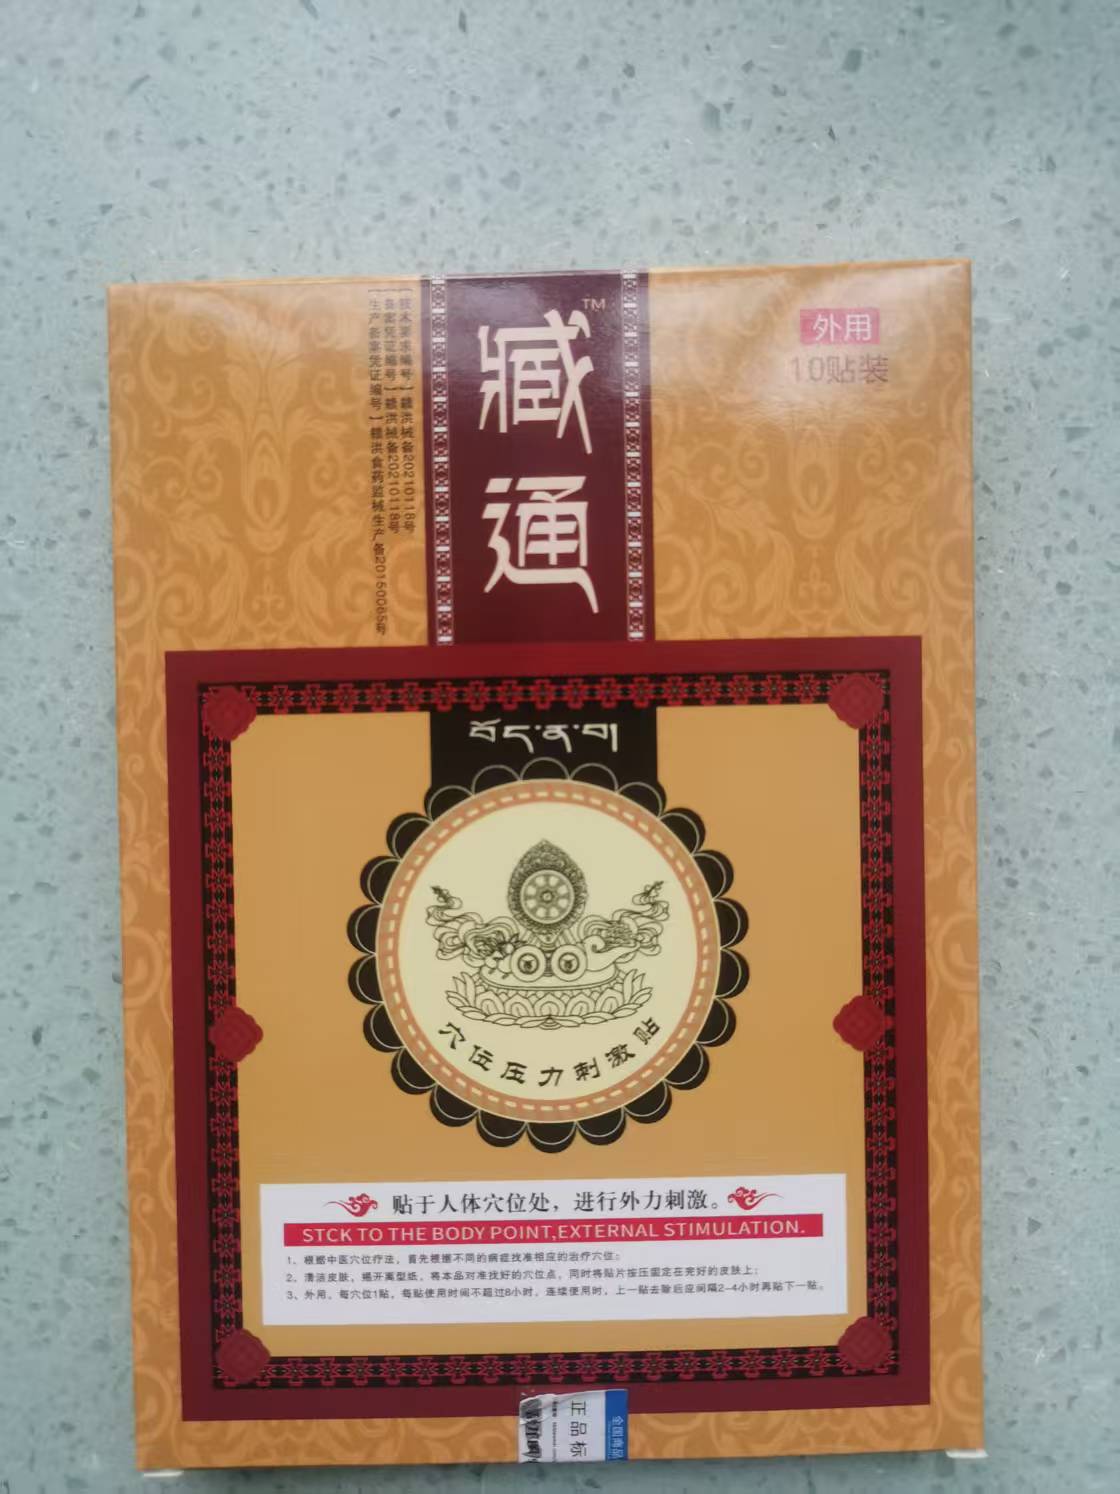 臧通
TM
外用
10贴装
【技术要求编号】赣洪械备20210118号
【备案凭证编号】赣洪械备20210118号
【生产备案凭证编号】赣洪食药监械生产备20150065号
བོད་ན་བ།
穴位压力刺激贴
贴于人体穴位处，进行外力刺激。
STCK TO THE BODY POINT,EXTERNAL STIMULATION.
1、根据中医穴位疗法，首先根据不同的病症找准相应的治疗穴位；
2、清洁皮肤，揭开离型纸，将本品对准找好的穴位点，同时将贴片按压固定在完好的皮肤上；
3、外用，每穴位1贴，每贴使用时间不超过8小时，连续使用时，上一贴去除后应间隔2-4小时再贴下一贴。
正品标
全国商品